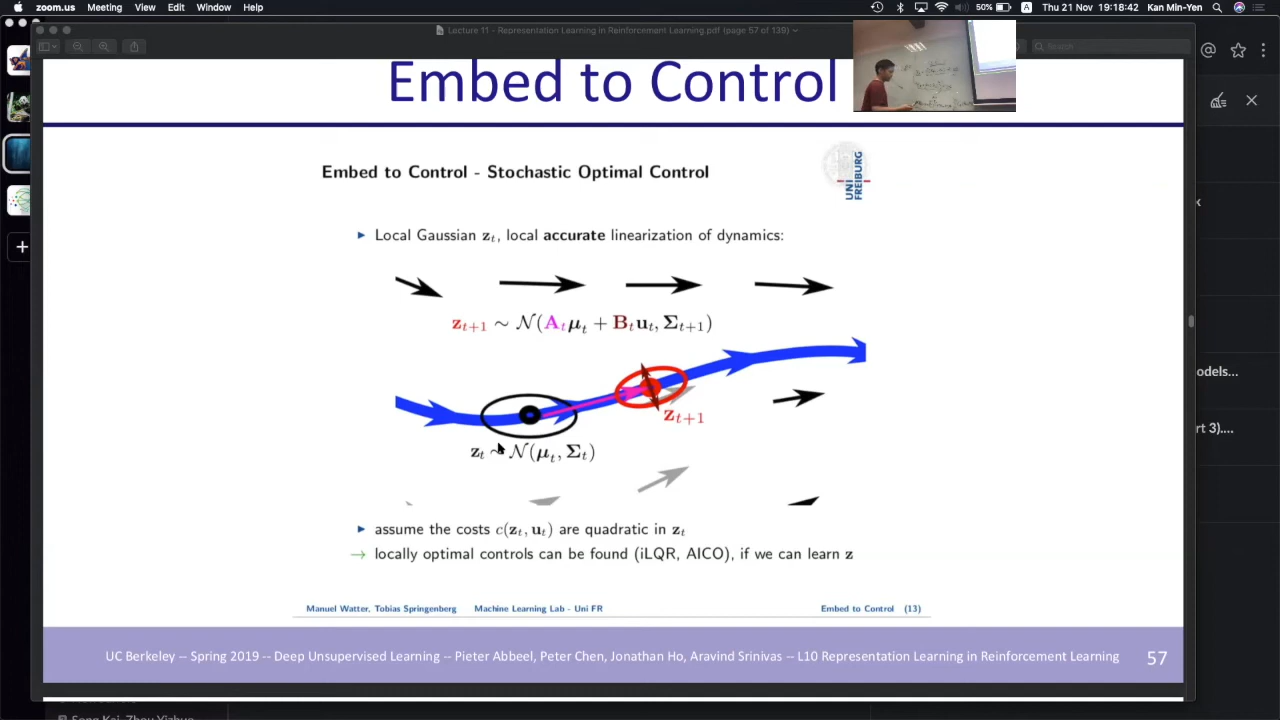 zoom.us Meeting View Edit Window Help
Thu 2 Nov 19:18:42 Kan Min-Yen
Lecture 11 - Representation Learning in Reinforcement Learning.pdf (page 57 of 139)
Search
Embed to Control
Embed to Control - Stochastic Optimal Control
UNI FREIBURG
▶ Local Gaussian z_t, local accurate linearization of dynamics:
z_{t+1} ∼ N(A_t μ_t + B_t u_t, Σ_{t+1})
z_{t+1}
z_t ∼ N(μ_t, Σ_t)
▶ assume the costs c(z_t, u_t) are quadratic in z_t
→ locally optimal controls can be found (iLQR, AICO), if we can learn z
Manuel Watter, Tobias Springenberg Machine Learning Lab - Uni FR Embed to Control (13)
UC Berkeley -- Spring 2019 -- Deep Unsupervised Learning -- Pieter Abbeel, Peter Chen, Jonathan Ho, Aravind Srinivas -- L10 Representation Learning in Reinforcement Learning 57
odels...
rt 3)....